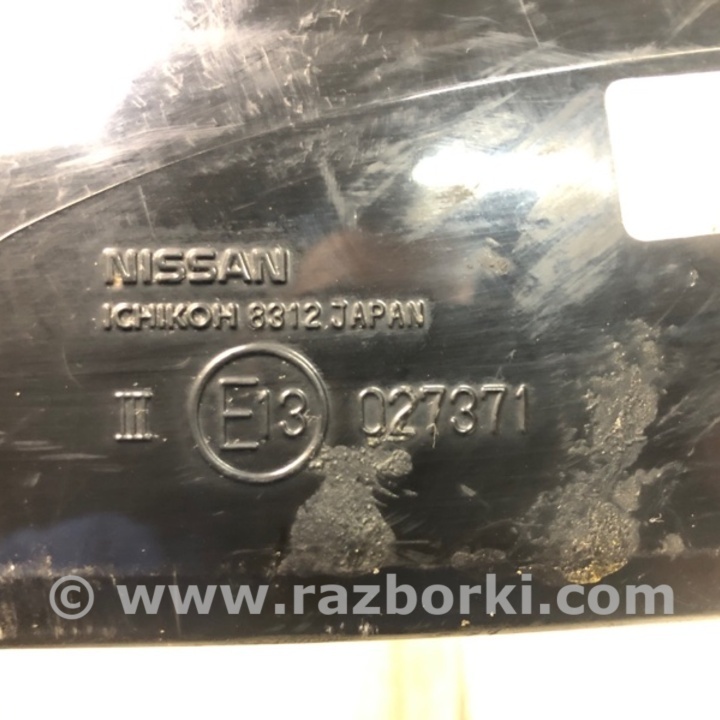 NISSAN
ICHIKOH 8312 JAPAN
III E13 027371
© www.razborki.com